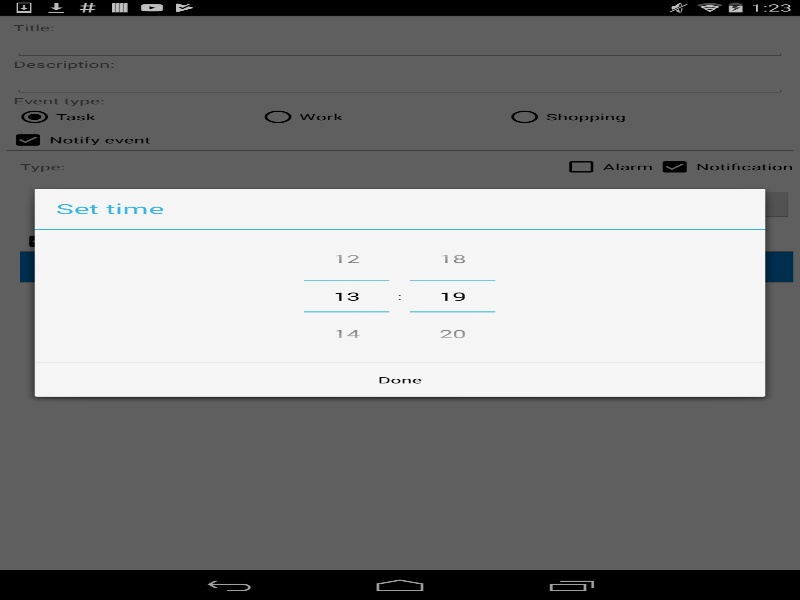 1:23
Title:
Description:
Event type:
Task Work Shopping
Notify event
Type: Alarm Notification
Set time
12 18
13 : 19
14 20
Done